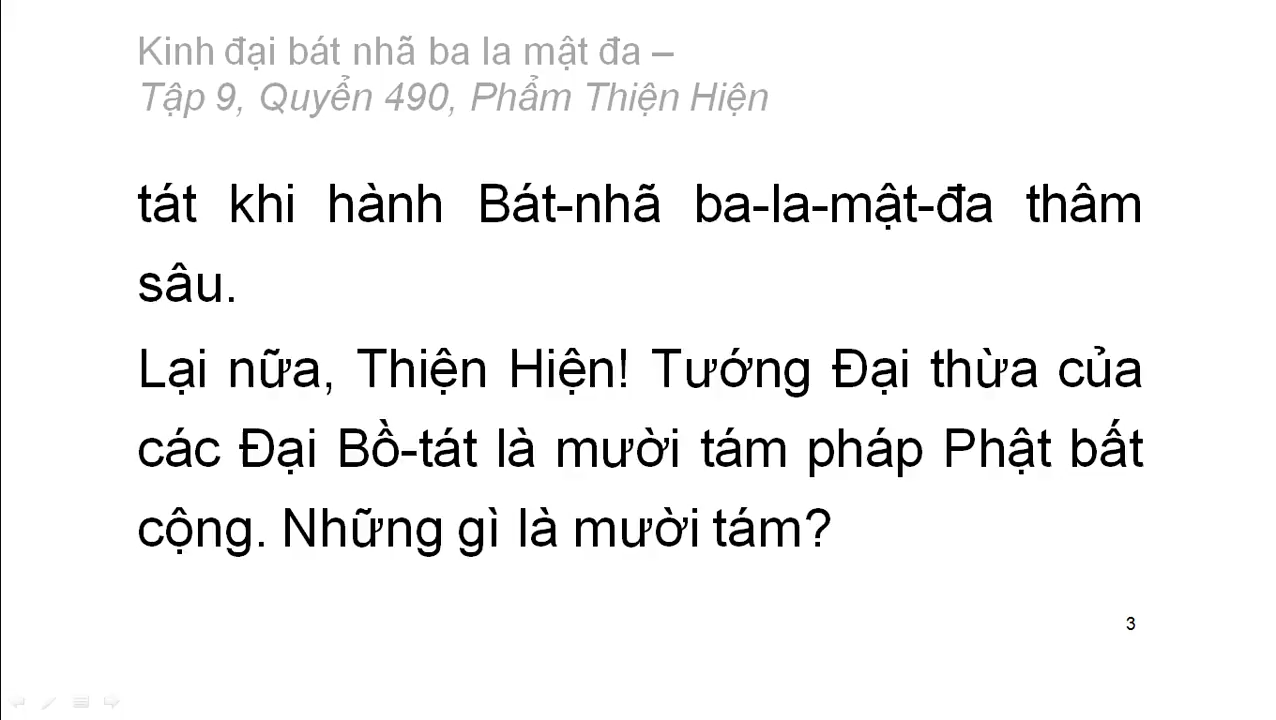 Kinh đại bát nhã ba la mật đa –
Tập 9, Quyển 490, Phẩm Thiện Hiện
tát khi hành Bát-nhã ba-la-mật-đa thâm
sâu.
Lại nữa, Thiện Hiện! Tướng Đại thừa của
các Đại Bồ-tát là mười tám pháp Phật bất
cộng. Những gì là mười tám?
3